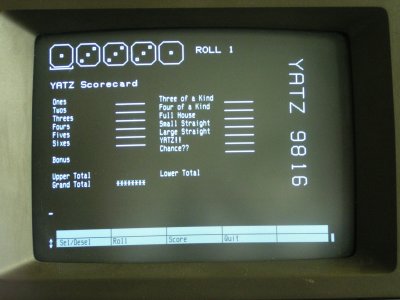 ROLL 1
YATZ Scorecard
Ones
Twos
Threes
Fours
Fives
Sixes
Bonus
Upper Total
Grand Total ********
Three of a Kind
Four of a Kind
Full House
Small Straight
Large Straight
YATZ!!
Chance??
Lower Total
YATZ 9816
Sel/Desel Roll Score Quit